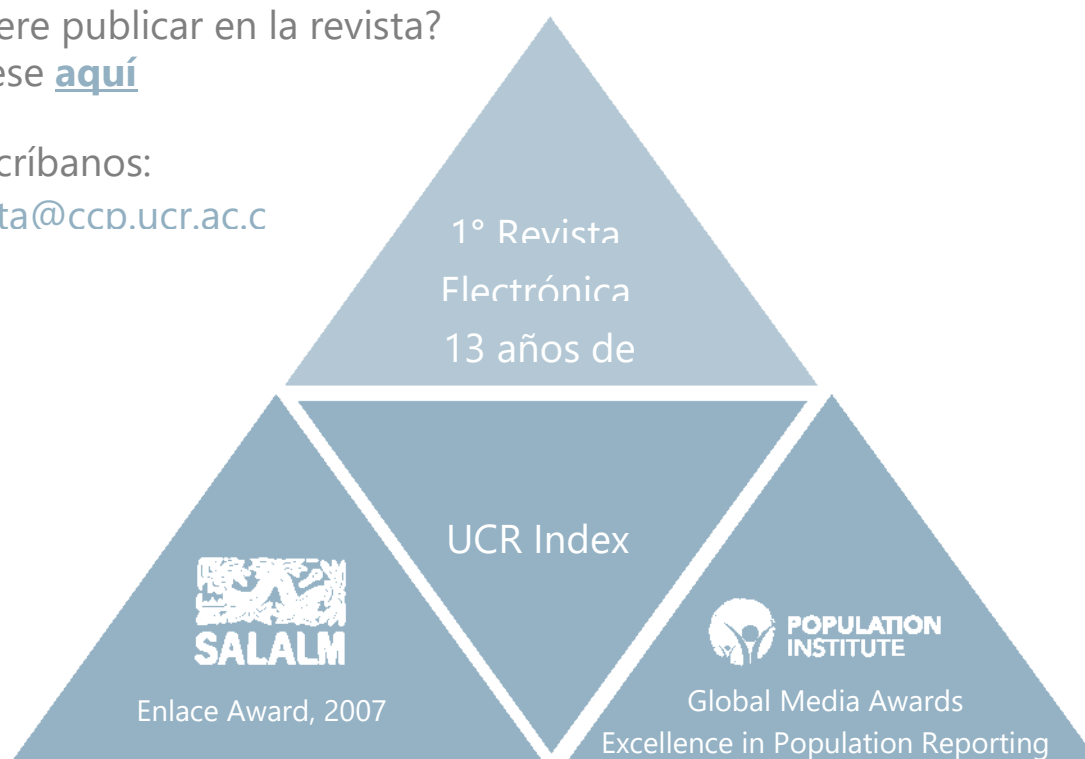 ere publicar en la revista?
ese aquí
críbanos:
ta@ccp.ucr.ac.c
1° Revista
Electrónica
13 años de
UCR Index
SALALM
Enlace Award, 2007
POPULATION
INSTITUTE
Global Media Awards
Excellence in Population Reporting